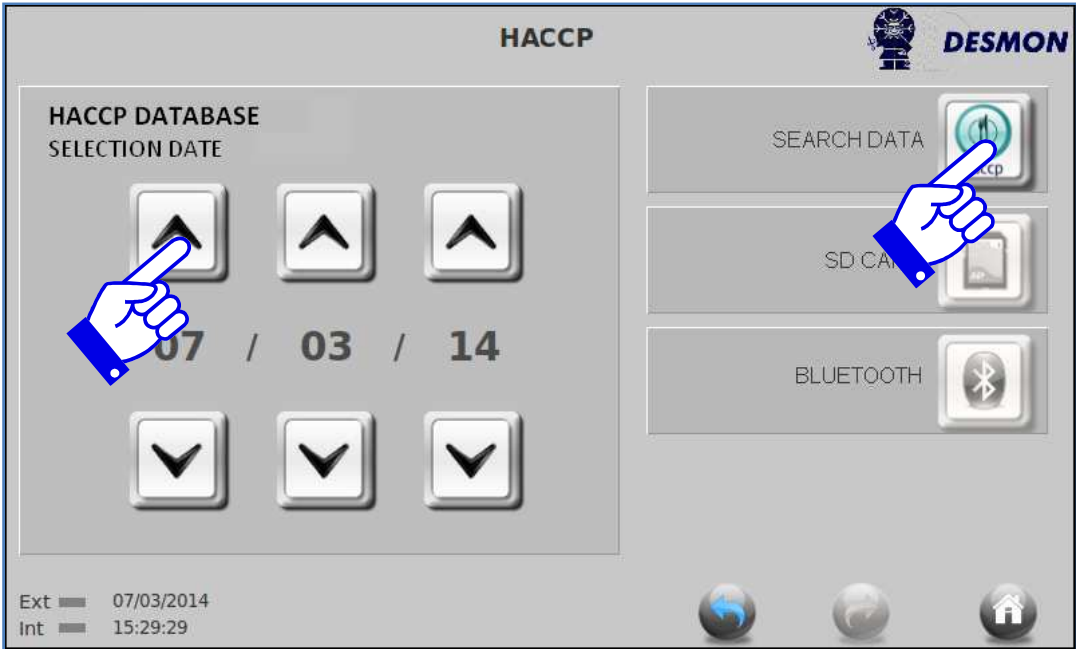 HACCP
DESMON
HACCP DATABASE
SELECTION DATE
07 / 03 / 14
SEARCH DATA
SD
BLUETOOTH
Ext 07/03/2014
Int 15:29:29